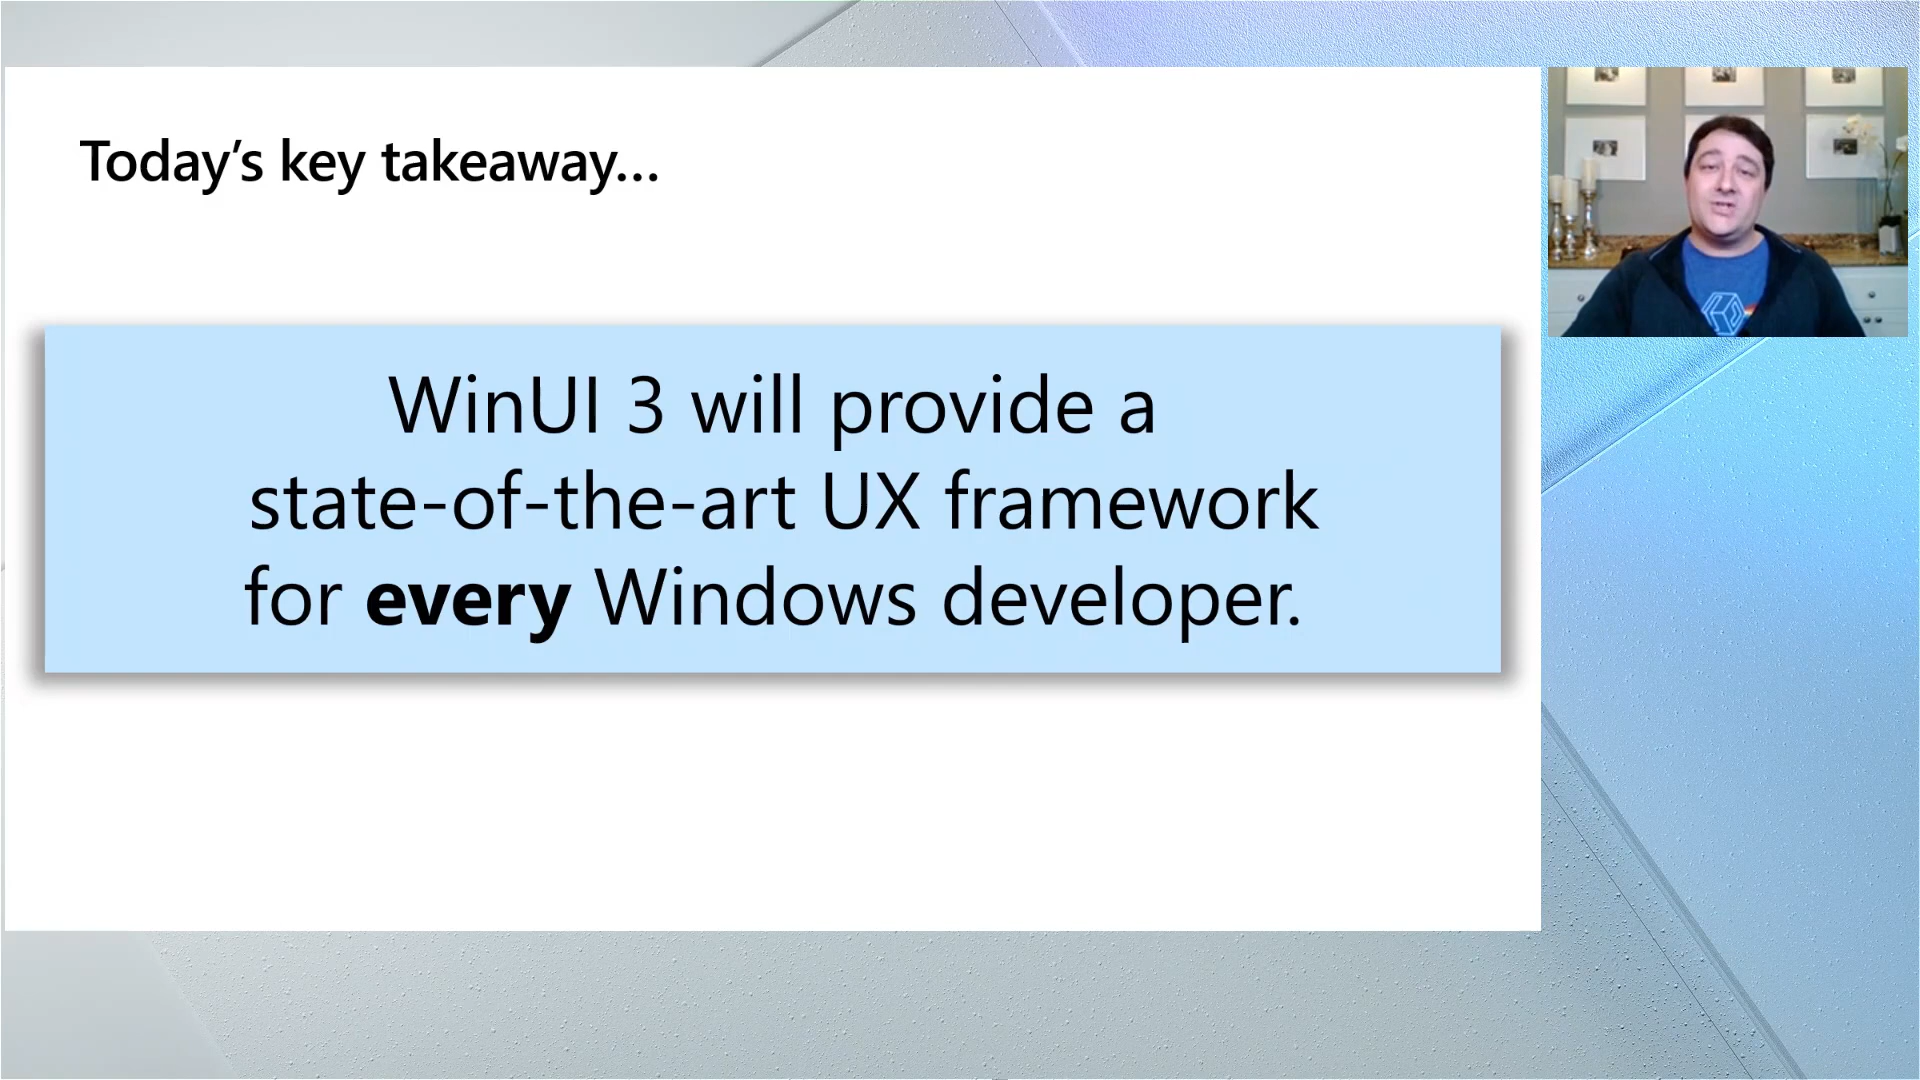 Today’s key takeaway...
WinUI 3 will provide a
state-of-the-art UX framework
for every Windows developer.